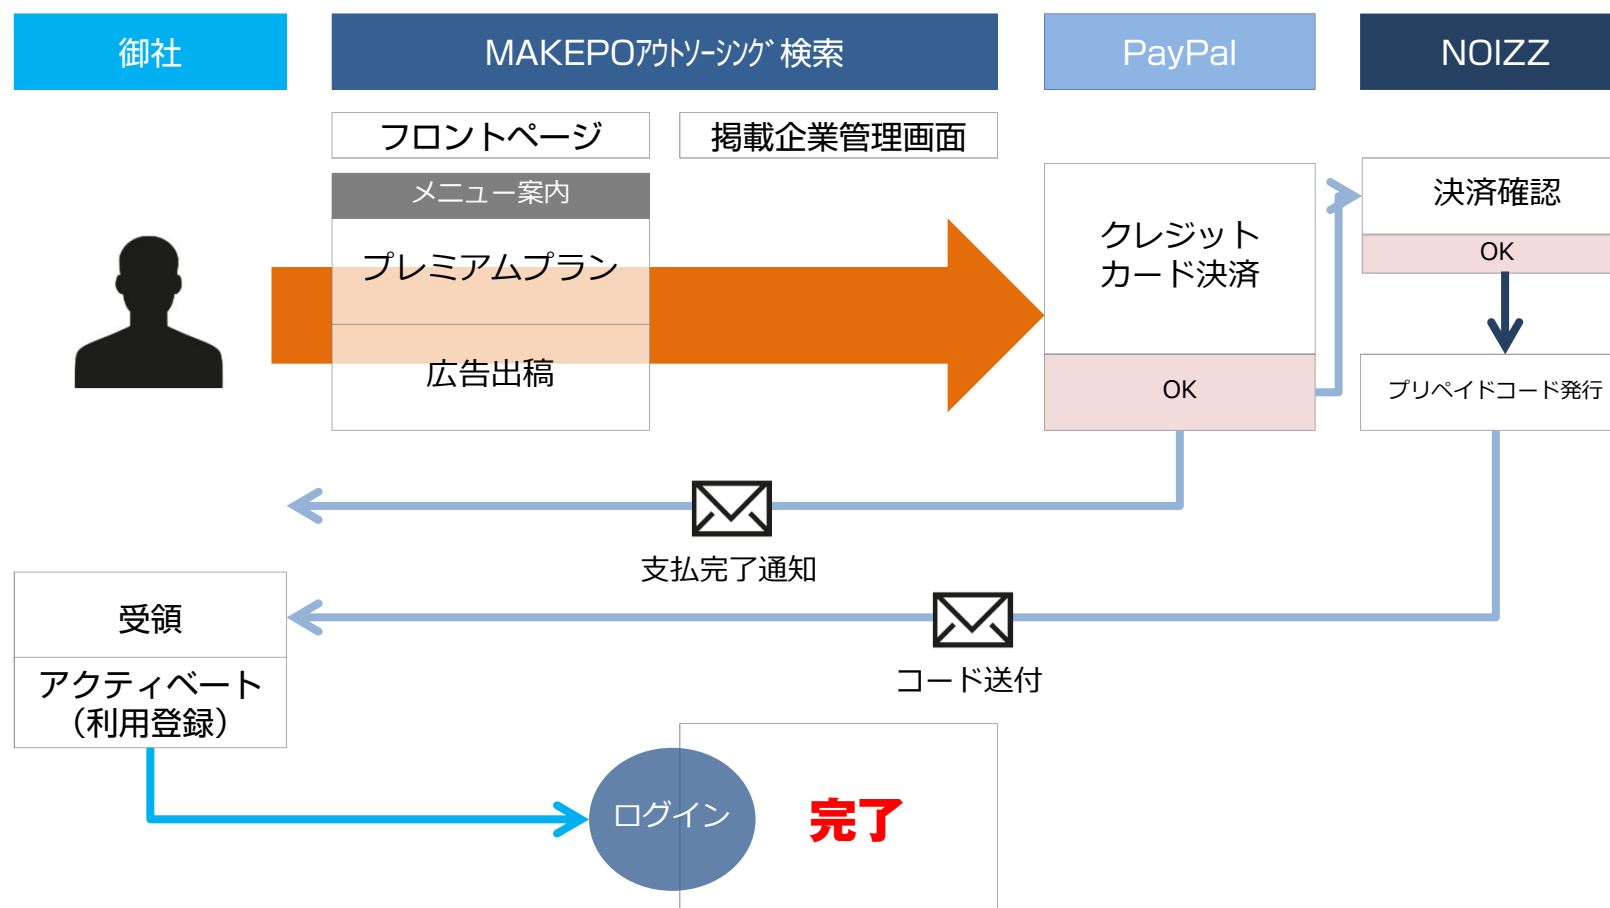 御社
MAKEPOｱｳﾄｿｰｼﾝｸﾞ検索
PayPal
NOIZZ
フロントページ
掲載企業管理画面
メニュー案内
プレミアムプラン
広告出稿
クレジット
カード決済
OK
決済確認
OK
プリペイドコード発行
支払完了通知
コード送付
受領
アクティベート
（利用登録）
ログイン
完了